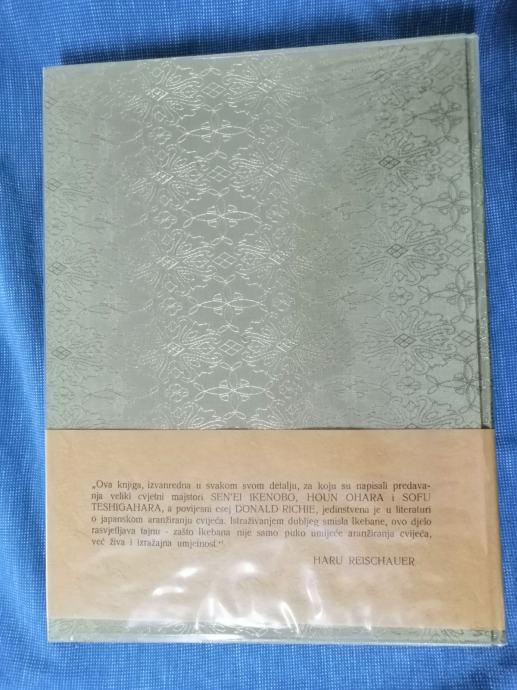 „Ova knjiga, izvanredna u svakom svom detalju, za koju su napisali predava-
nja veliki cvjetni majstori SEN'EI IKENOBO, HOUN OHARA i SOFU
TESHIGAHARA, a povijesni esej DONALD RICHIE, jedinstvena je u literaturi
o japanskom aranžiranju cvijeća. Istraživanjem dubljeg smisla Ikebane, ovo djelo
rasvjetljava tajnu - zašto Ikebana nije samo puko umijeće aranžiranja cvijeća,
već živa i izražajna umjetnost."
HARU REISCHAUER